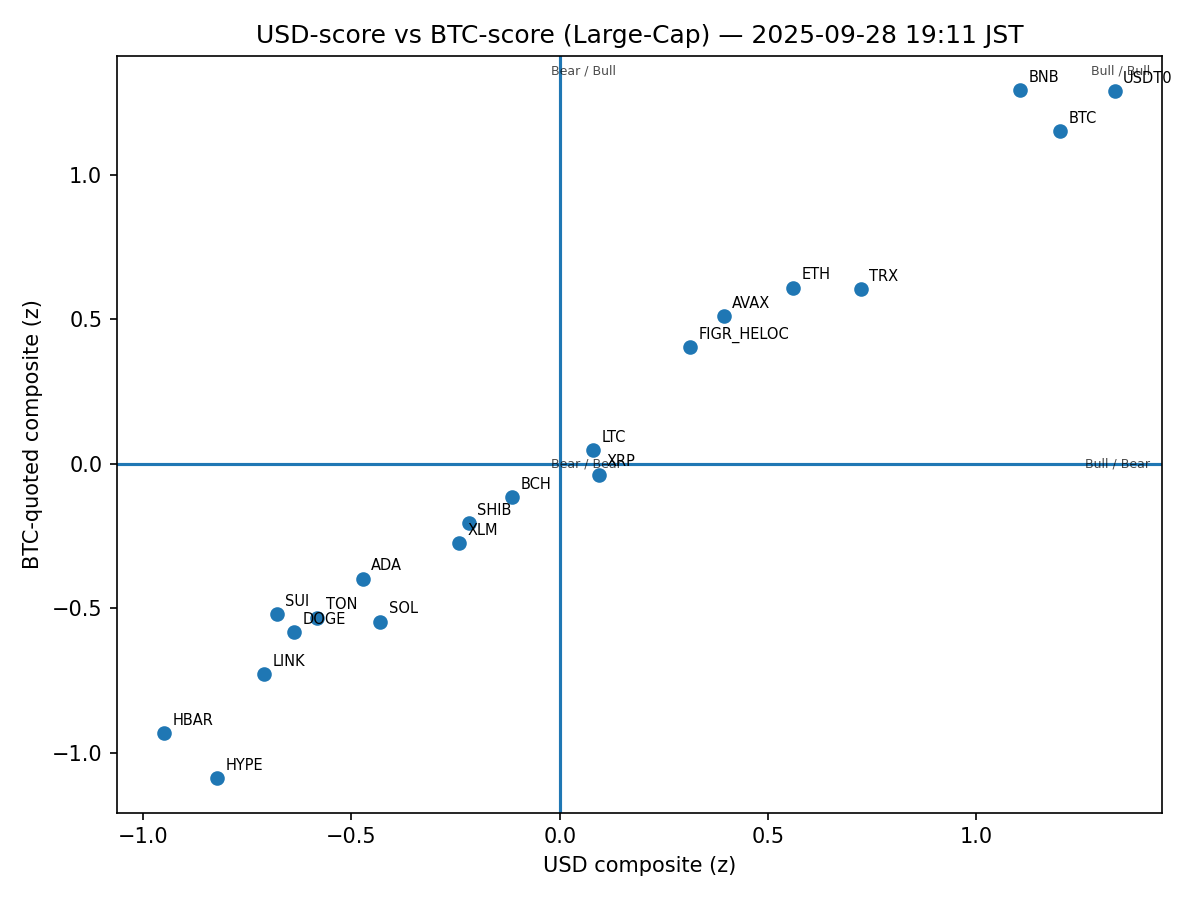 USD-score vs BTC-score (Large-Cap) — 2025-09-28 19:11 JST
Bear / Bull
Bull / Bull
BNB
USDT0
BTC
1.0
ETH
TRX
AVAX
0.5
FIGR_HELOC
LTC
0.0
Bear / Bear
XRP
Bull / Bear
BCH
SHIB
XLM
ADA
−0.5
SUI
TON
SOL
DOGE
LINK
HBAR
−1.0
HYPE
−1.0
−0.5
0.0
0.5
1.0
USD composite (z)
BTC-quoted composite (z)